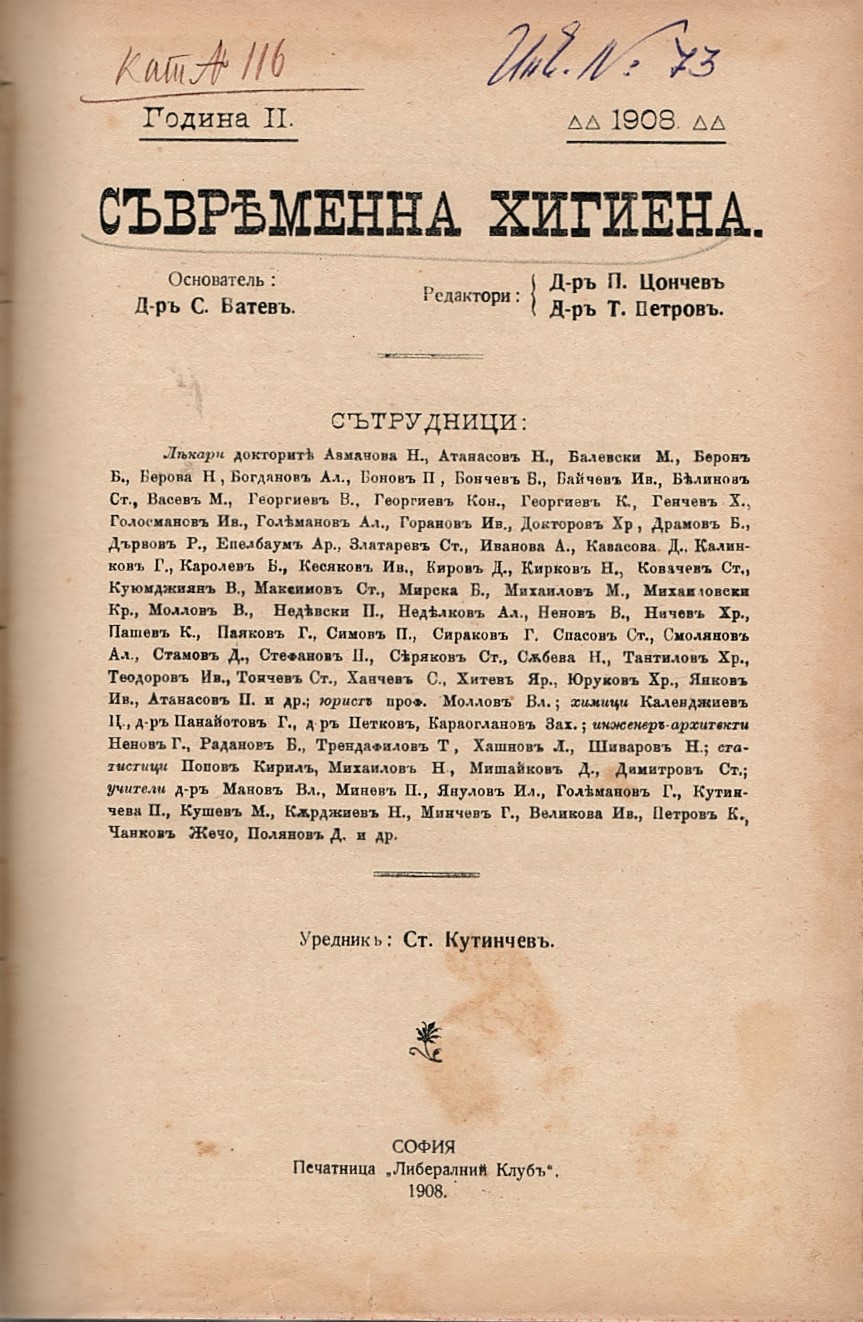 Кат № 116
Инв. № 73
Година II.
△△ 1908. △△
СЪВРѢМЕННА ХИГИЕНА.
Основатель:
Д-ръ С. Ватевъ.
Редактори:
Д-ръ П. Цончевъ
Д-ръ Т. Петровъ.
СЪТРУДНИЦИ:
Лѣкари докторитѣ Авманова Н., Атанасовъ Н., Балевски М., Беронъ
Б., Берова Н, Богдановъ Ал., Боновъ П, Бончевъ Б., Вайчевъ Ив., Бѣлиновъ
Ст., Васевъ М., Георгиевъ В., Георгиевъ Кон., Георгиевъ К., Генчевъ Х.,
Голосмановъ Ив., Голѣмановъ Ал., Горановъ Ив., Докторовъ Хр, Драмовъ Б.,
Дървовъ Р., Епелбаумъ Ар., Златаревъ Ст., Иванова А., Кавасова Д., Калин-
ковъ Г., Каролевъ Б., Кесяковъ Ив., Кировъ Д., Кирковъ Н., Ковачевъ Ст.,
Куюмджиянъ В., Максимовъ Ст., Мирска Б., Михаиловъ М., Михаиловски
Кр., Молловъ В., Недѣвски П., Недѣлковъ Ал., Неновъ В., Ничевъ Хр.,
Пашевъ К., Паяковъ Г., Симовъ П., Сираковъ Г. Спасовъ Ст., Смоляновъ
Ал., Стамовъ Д., Стефановъ П., Сѣряковъ Ст., Сѫбева Н., Тантиловъ Хр.,
Теодоровъ Ив., Тончевъ Ст., Ханчевъ С., Хитевъ Яр., Юруковъ Хр., Янковъ
Ив., Атанасовъ П. и др.; юристъ проф. Молловъ Вл.; химици Календжиевъ
Ц., д-ръ Панайотовъ Г., д-ръ Петковъ, Караоглановъ Зах.; инженеръ-архитекти
Неновъ Г., Радановъ Б., Трендафиловъ Т, Хашновъ Л., Шиваровъ Н.; ста-
тистици Поповъ Кирилъ, Михаиловъ Н, Мишайковъ Д., Димитровъ Ст.;
учители д-ръ Мановъ Вл., Миневъ П., Януловъ Ил., Голѣмановъ Г., Кутин-
чева П., Кушевъ М., Кѫрджиевъ Н., Минчевъ Г., Великова Ив., Петровъ К.,
Чанковъ Жечо, Поляновъ Д. и др.
Уредникъ: Ст. Кутинчевъ.
СОФИЯ
Печатница „Либералний Клубъ“.
1908.